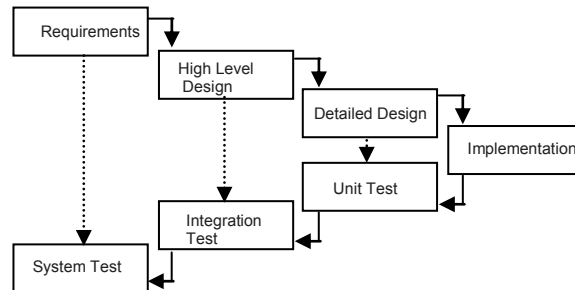 Requirements
High Level
Design
Detailed Design
Implementation
Unit Test
Integration
Test
System Test